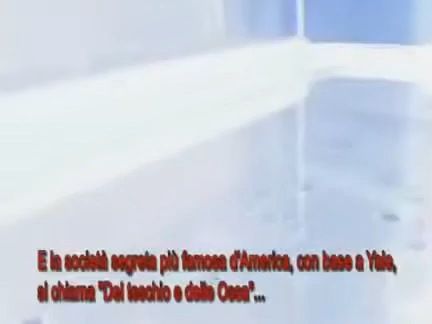 E la società segreta più famosa d'America, con base a Yale,
si chiama "Del teschio e delle Ossa"...